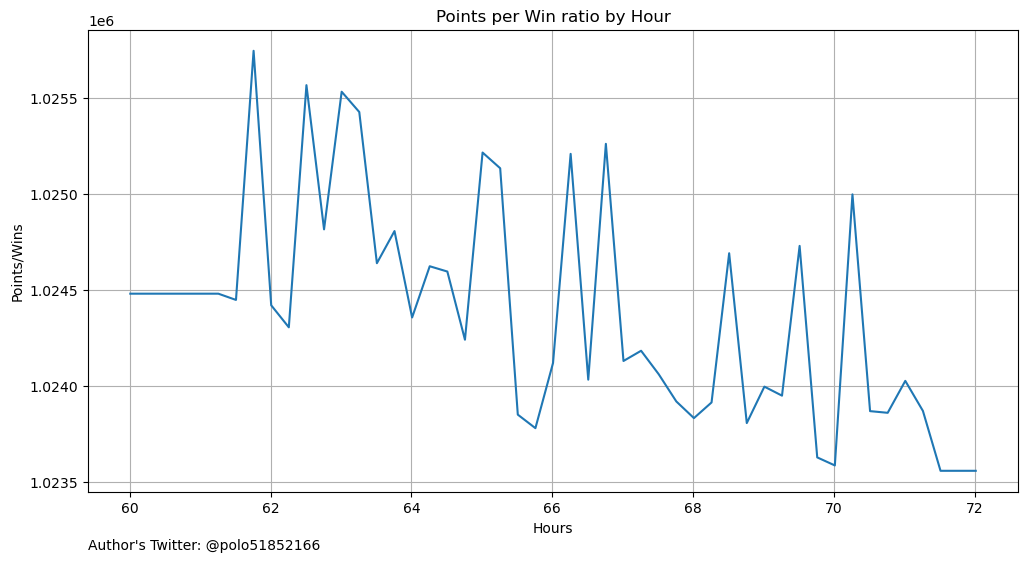 Points per Win ratio by Hour
1e6
1.0255
1.0250
1.0245
1.0240
1.0235
Points/Wins
60 62 64 66 68 70 72
Hours
Author's Twitter: @polo51852166